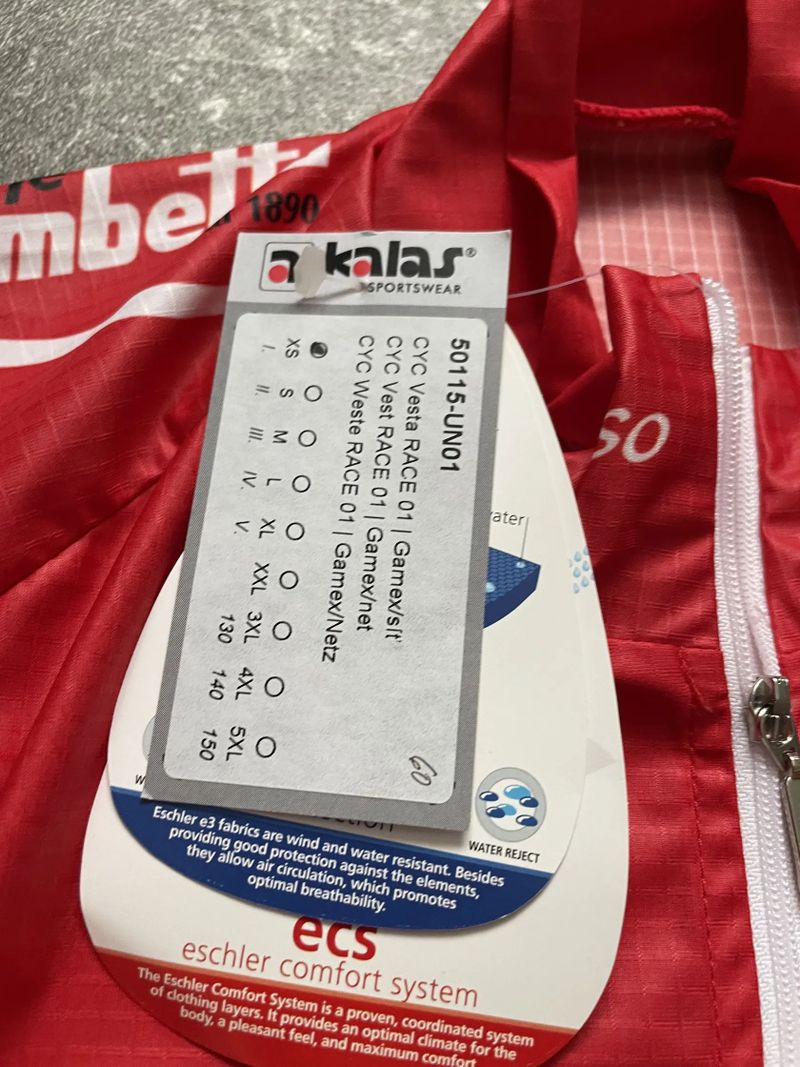 mbett
1890
kalas®
SPORTSWEAR
50115-UN01
CYC Vesta RACE 01 | Gamex/síť
CYC Vest RACE 01 | Gamex/net
CYC Weste RACE 01 | Gamex/Netz
XS S M L XL XXL 3XL 4XL 5XL
I. II. III. IV. V. 130 140 150
60
so
ater
WATER REJECT
Eschler e3 fabrics are wind and water resistant. Besides
providing good protection against the elements,
they allow air circulation, which promotes
optimal breathability.
ecs
eschler comfort system
The Eschler Comfort System is a proven, coordinated system
of clothing layers. It provides an optimal climate for the
body, a pleasant feel, and maximum comfort